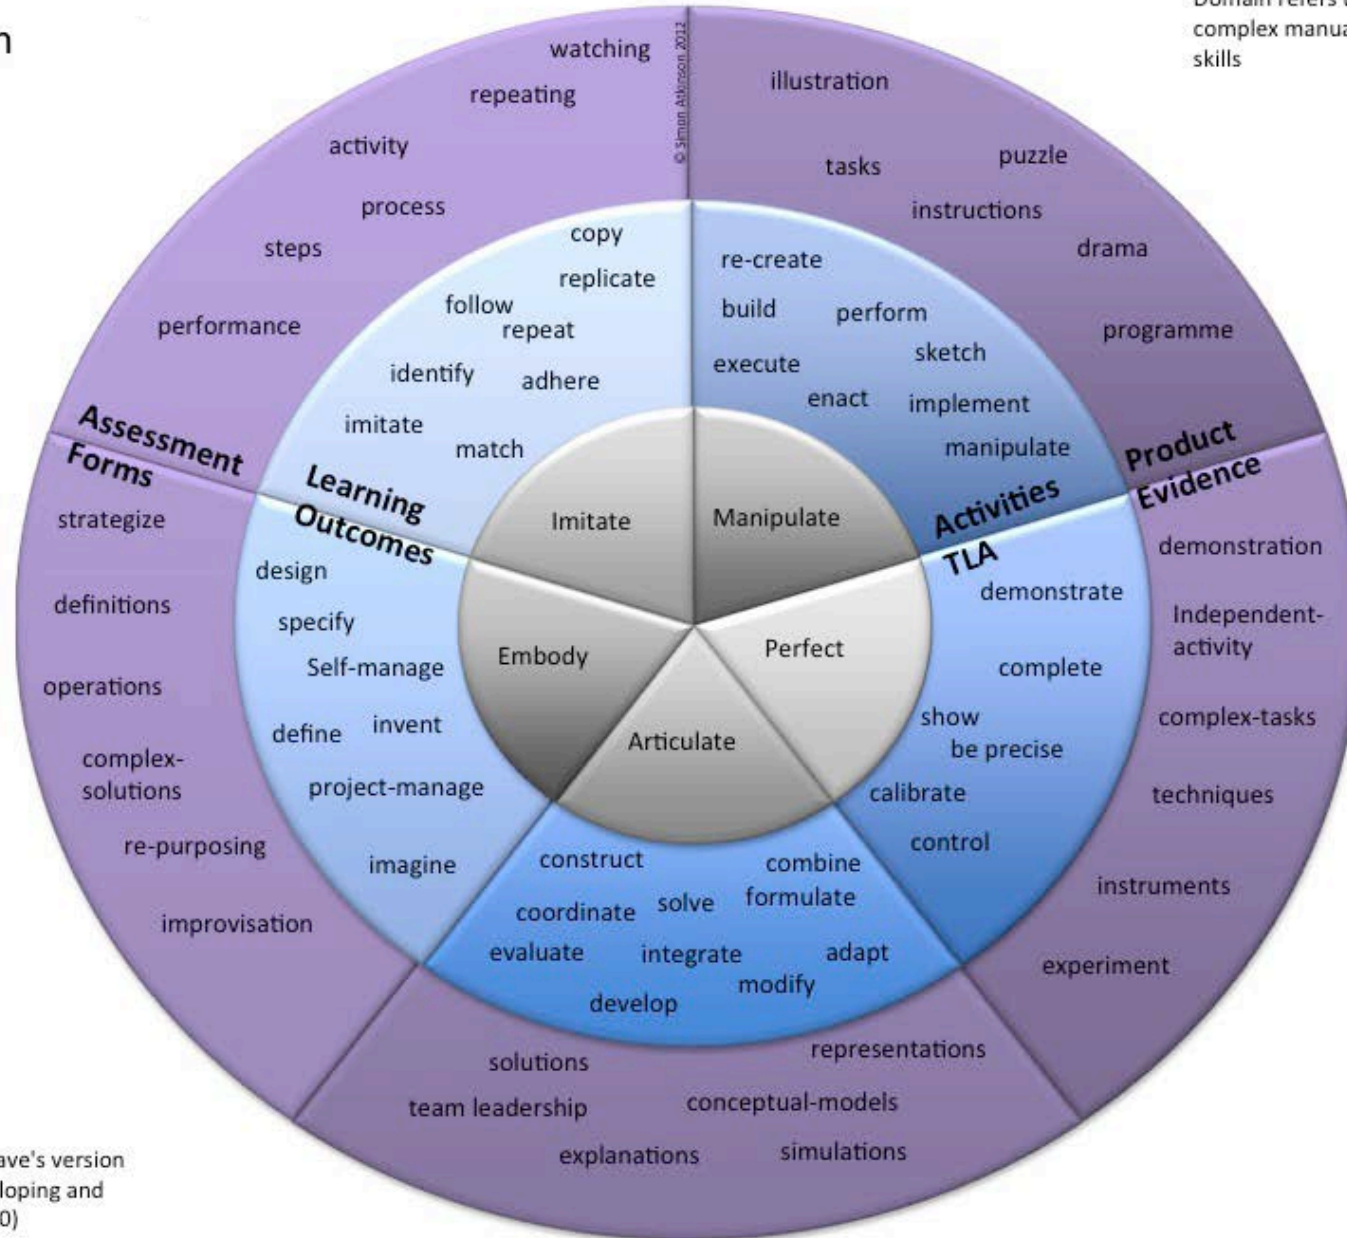 n
complex manua
skills
watching
repeating
activity
process
steps
performance
© Simon Atkinson 2012
illustration
tasks
puzzle
instructions
drama
programme
copy
replicate
follow
repeat
identify
adhere
imitate
match
re-create
build
perform
execute
sketch
enact
implement
manipulate
Assessment
Forms
Learning
Outcomes
Activities
TLA
Product
Evidence
Imitate
Manipulate
Perfect
Articulate
Embody
demonstrate
complete
show
be precise
calibrate
control
demonstration
Independent-
activity
complex-tasks
techniques
instruments
experiment
construct
combine
coordinate
solve
formulate
evaluate
integrate
adapt
modify
develop
solutions
representations
team leadership
conceptual-models
explanations
simulations
design
specify
Self-manage
define
invent
project-manage
imagine
strategize
definitions
operations
complex-
solutions
re-purposing
improvisation
ave's version
loping and
0)